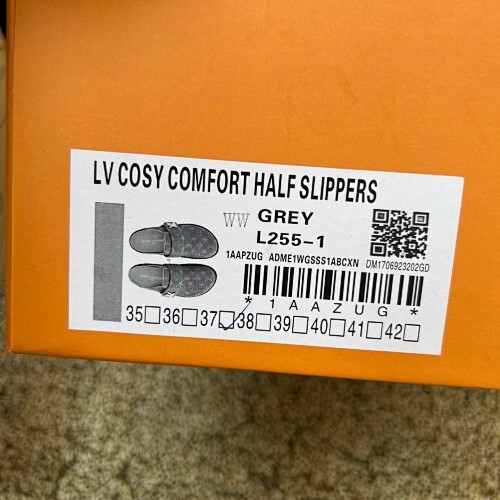 LV COSY COMFORT HALF SLIPPERS
WW GREY
L255-1
1AAPZUG ADME1WGSSS1ABCXN DM1706923202GD
*1AAZUG*
35 36 37 38 39 40 41 42